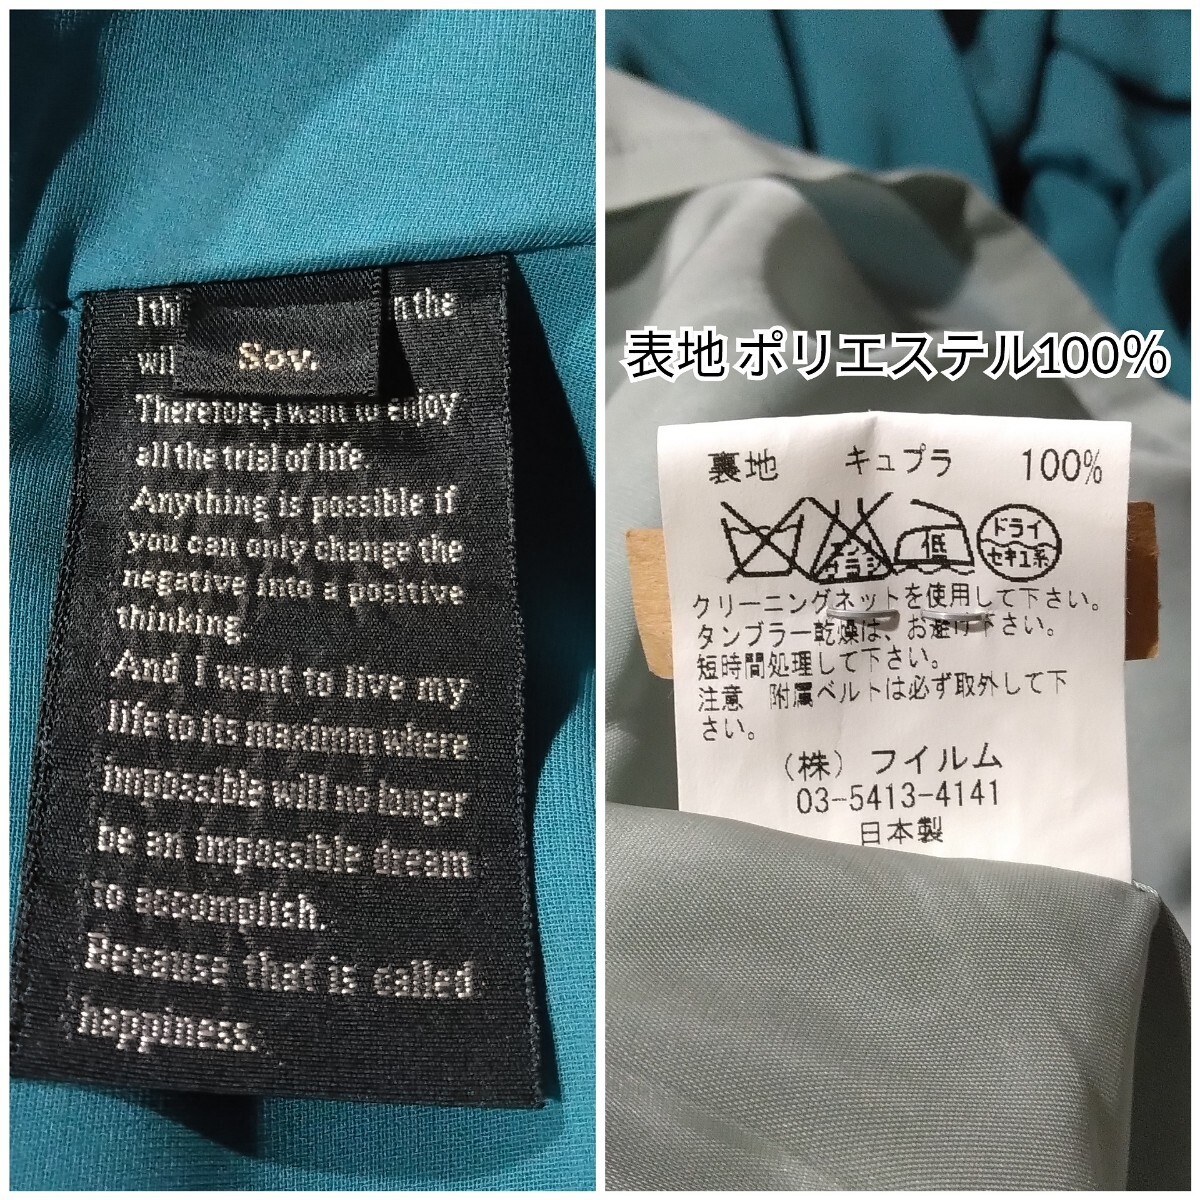 I thi n the
wil
Sov.
Therefore, i want to enjoy
all the trial of life.
Anything is possible if
you can only change the
negative into a positive
thinking.
And I want to live my
life to its maximum where
impossible will no longer
be an impossible dream
to accomplish.
Because that is called
happiness.
表地 ポリエステル100%
裏地 キュプラ 100%
低
ドライ
セキユ系
クリーニングネットを使用して下さい。
タンブラー乾燥は、お避け下さい。
短時間処理して下さい。
注意 附属ベルトは必ず取外して下
さい。
（株）フイルム
03-5413-4141
日本製